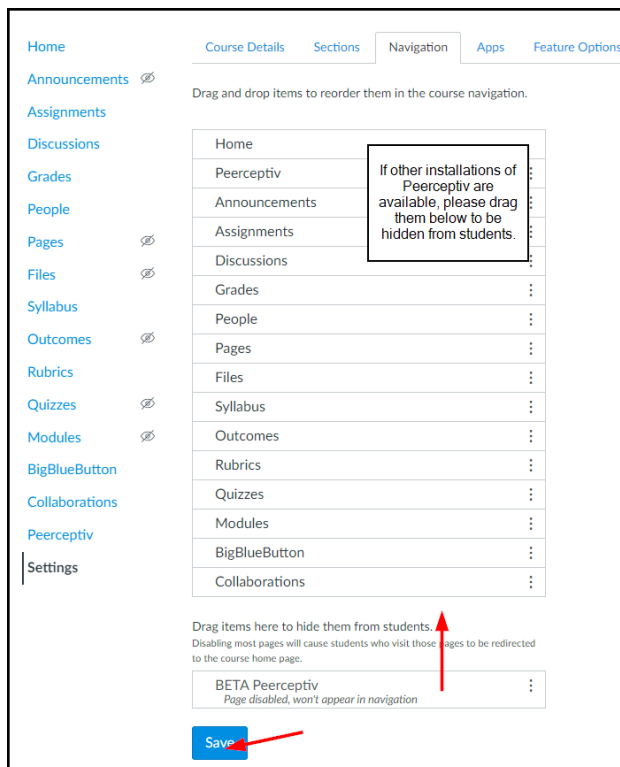 Home
Announcements
Assignments
Discussions
Grades
People
Pages
Files
Syllabus
Outcomes
Rubrics
Quizzes
Modules
BigBlueButton
Collaborations
Peerceptiv
Settings
Course Details Sections Navigation Apps Feature Options
Drag and drop items to reorder them in the course navigation.
Home
Peerceptiv
Announcements
Assignments
Discussions
Grades
People
Pages
Files
Syllabus
Outcomes
Rubrics
Quizzes
Modules
BigBlueButton
Collaborations
If other installations of
Peerceptiv are
available, please drag
them below to be
hidden from students.
Drag items here to hide them from students.
Disabling most pages will cause students who visit those pages to be redirected
to the course home page.
BETA Peerceptiv
Page disabled, won't appear in navigation
Save